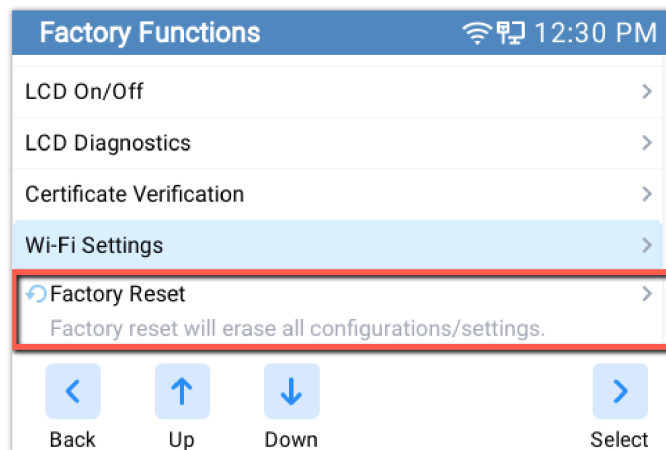 Factory Functions 12:30 PM
LCD On/Off
LCD Diagnostics
Certificate Verification
Wi-Fi Settings
Factory Reset
Factory reset will erase all configurations/settings.
Back Up Down Select